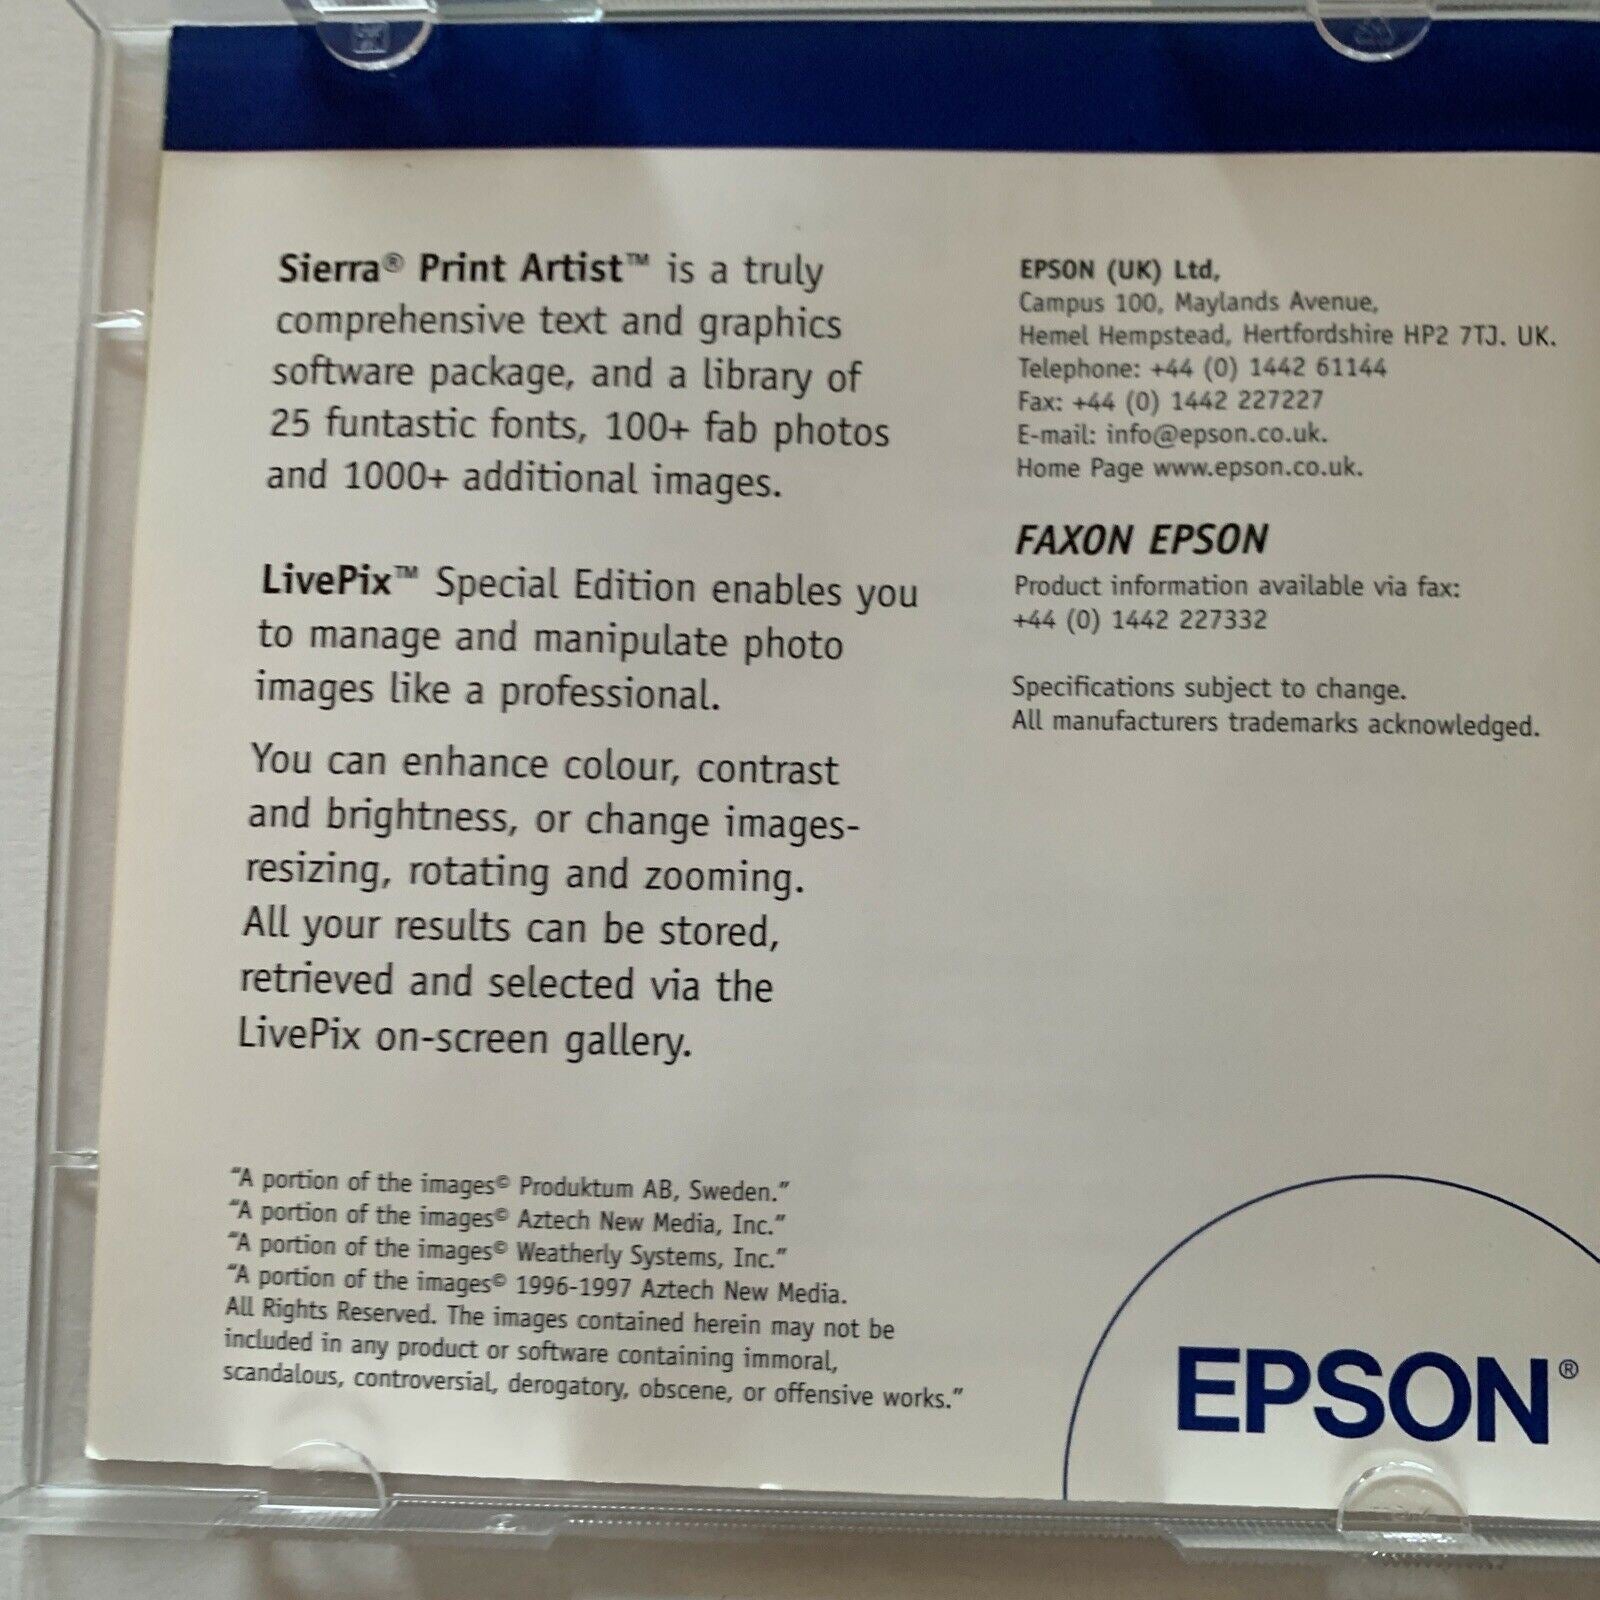 Sierra® Print Artist™ is a truly
comprehensive text and graphics
software package, and a library of
25 funtastic fonts, 100+ fab photos
and 1000+ additional images.
LivePix™ Special Edition enables you
to manage and manipulate photo
images like a professional.
You can enhance colour, contrast
and brightness, or change images-
resizing, rotating and zooming.
All your results can be stored,
retrieved and selected via the
LivePix on-screen gallery.
"A portion of the images© Produktum AB, Sweden."
"A portion of the images© Aztech New Media, Inc."
"A portion of the images© Weatherly Systems, Inc."
"A portion of the images© 1996-1997 Aztech New Media.
All Rights Reserved. The images contained herein may not be
included in any product or software containing immoral,
scandalous, controversial, derogatory, obscene, or offensive works."
EPSON (UK) Ltd,
Campus 100, Maylands Avenue,
Hemel Hempstead, Hertfordshire HP2 7TJ. UK.
Telephone: +44 (0) 1442 61144
Fax: +44 (0) 1442 227227
E-mail: info@epson.co.uk.
Home Page www.epson.co.uk.
FAXON EPSON
Product information available via fax:
+44 (0) 1442 227332
Specifications subject to change.
All manufacturers trademarks acknowledged.
EPSON®